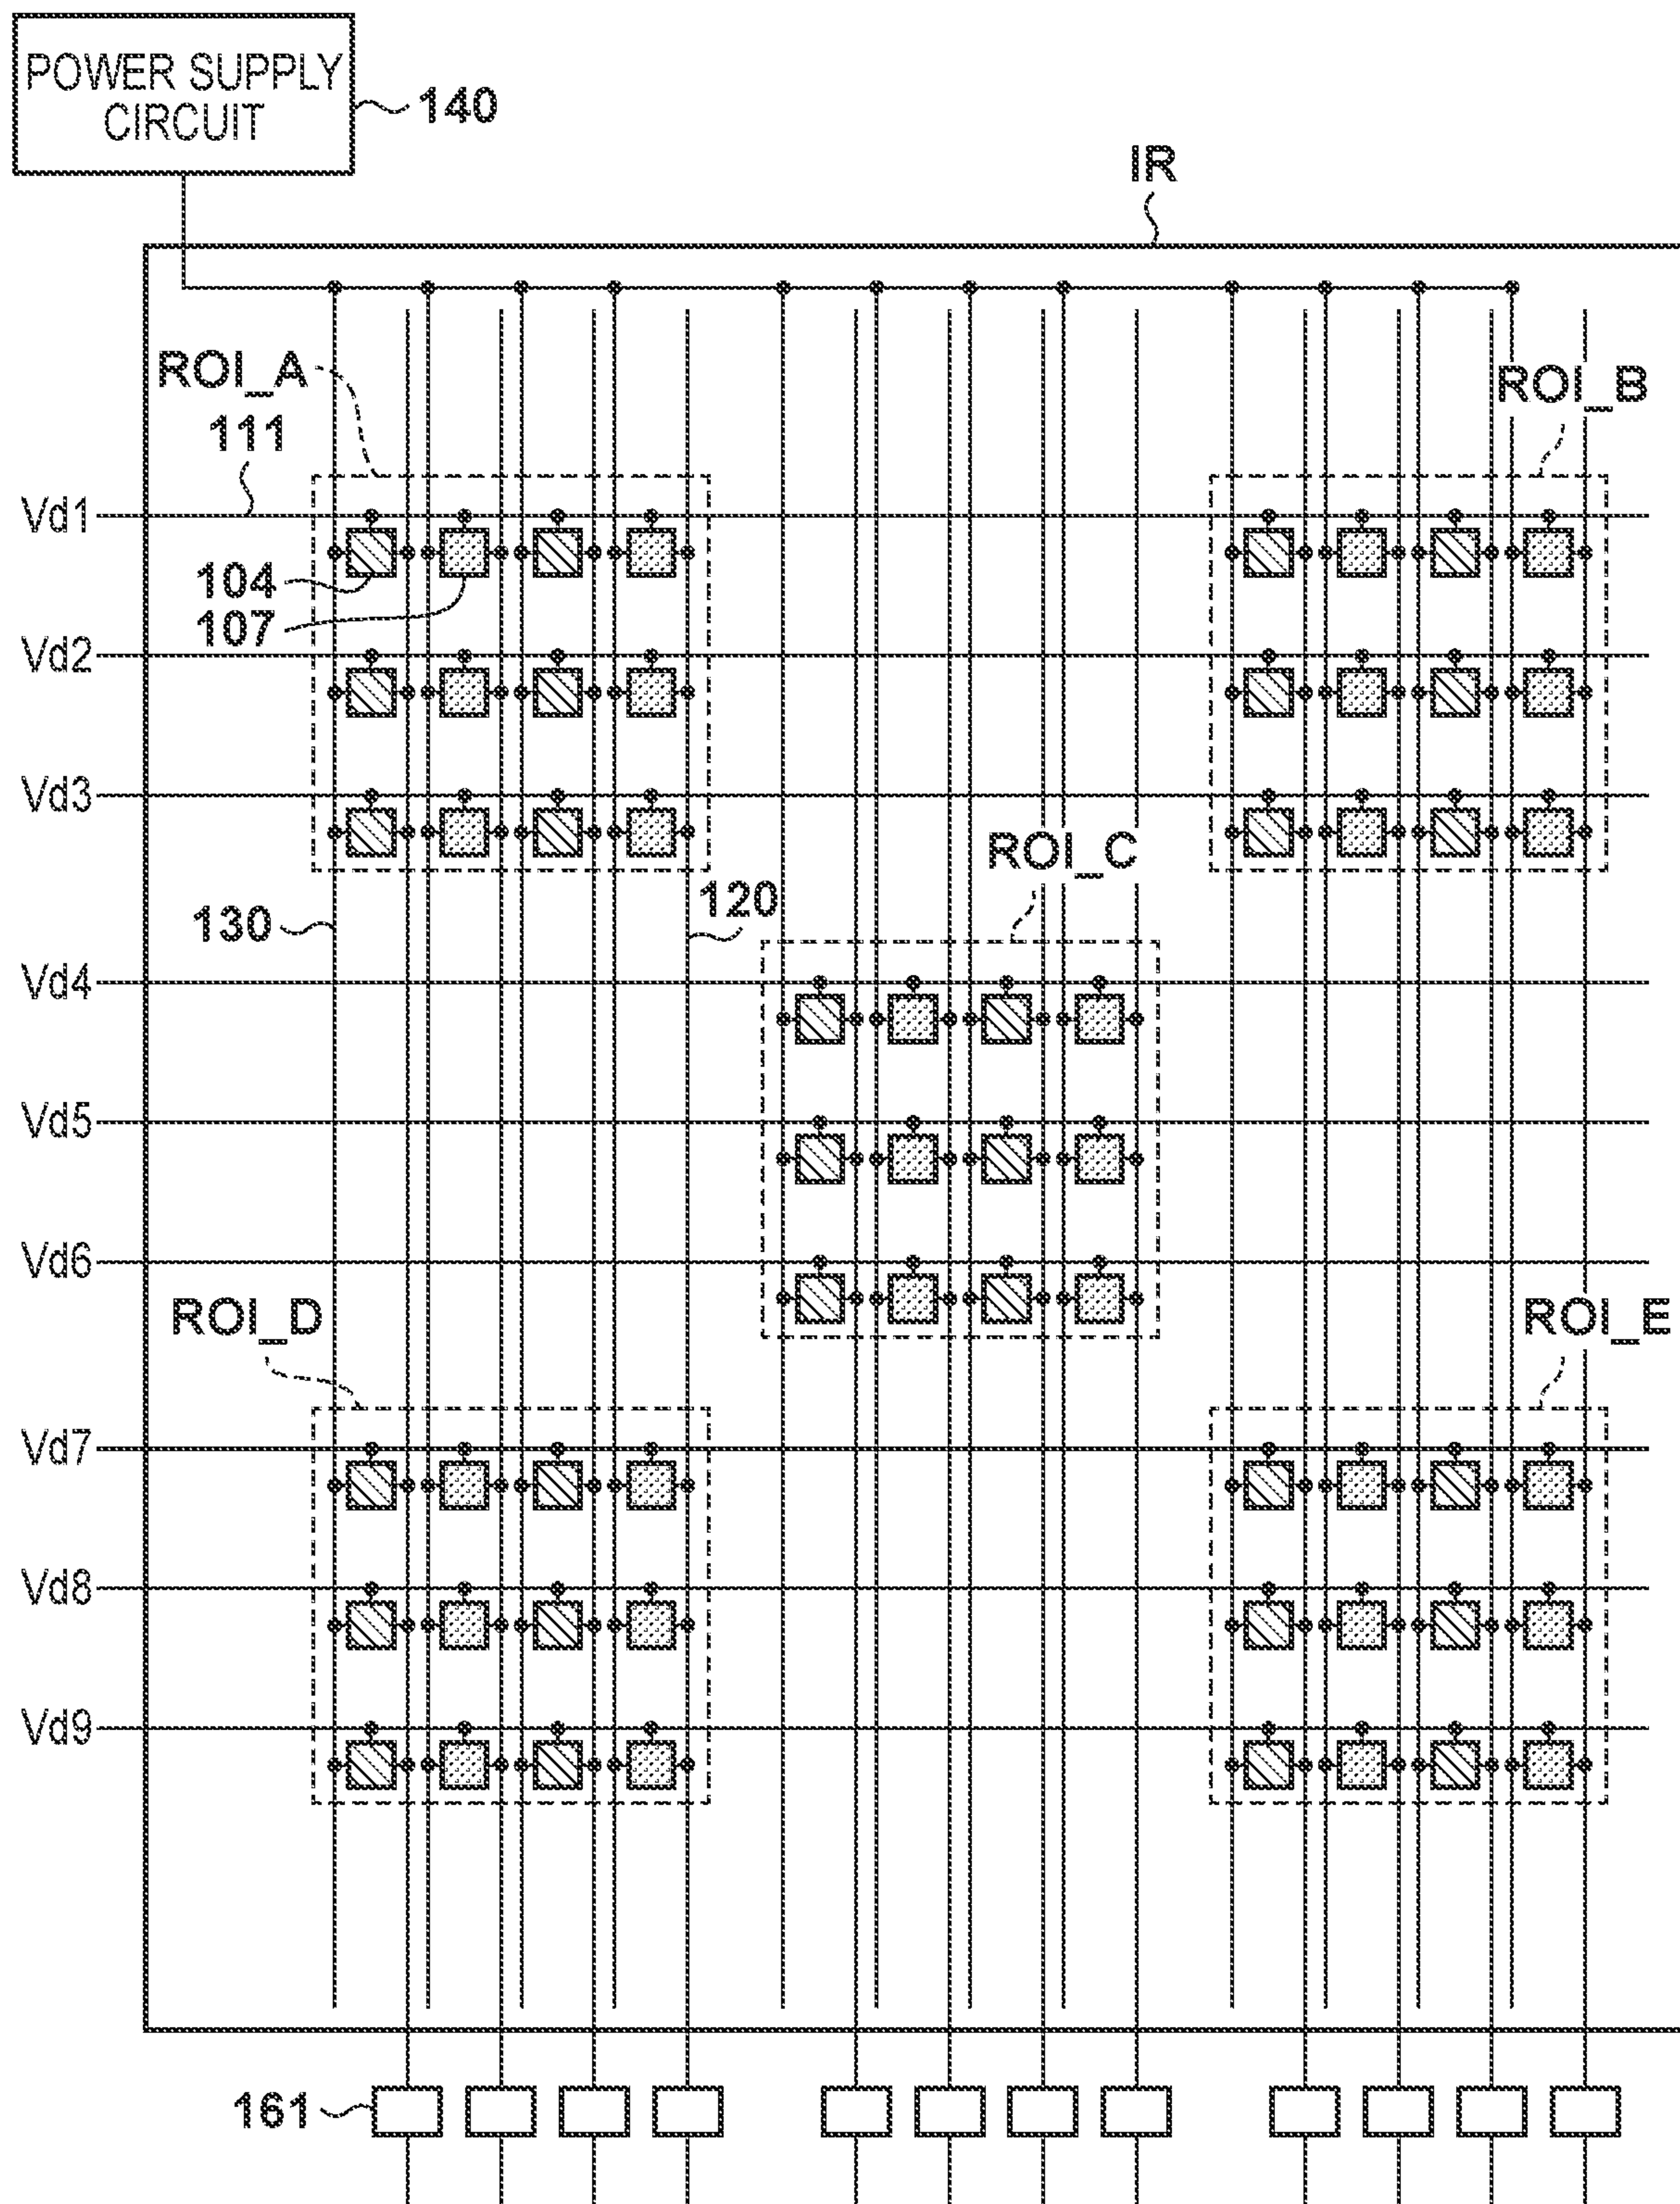 POWER SUPPLY
CIRCUIT
140
IR
ROI_A
ROI_B
111
Vd1
104
107
Vd2
Vd3
ROI_C
120
130
Vd4
Vd5
Vd6
ROI_D
ROI_E
Vd7
Vd8
Vd9
161